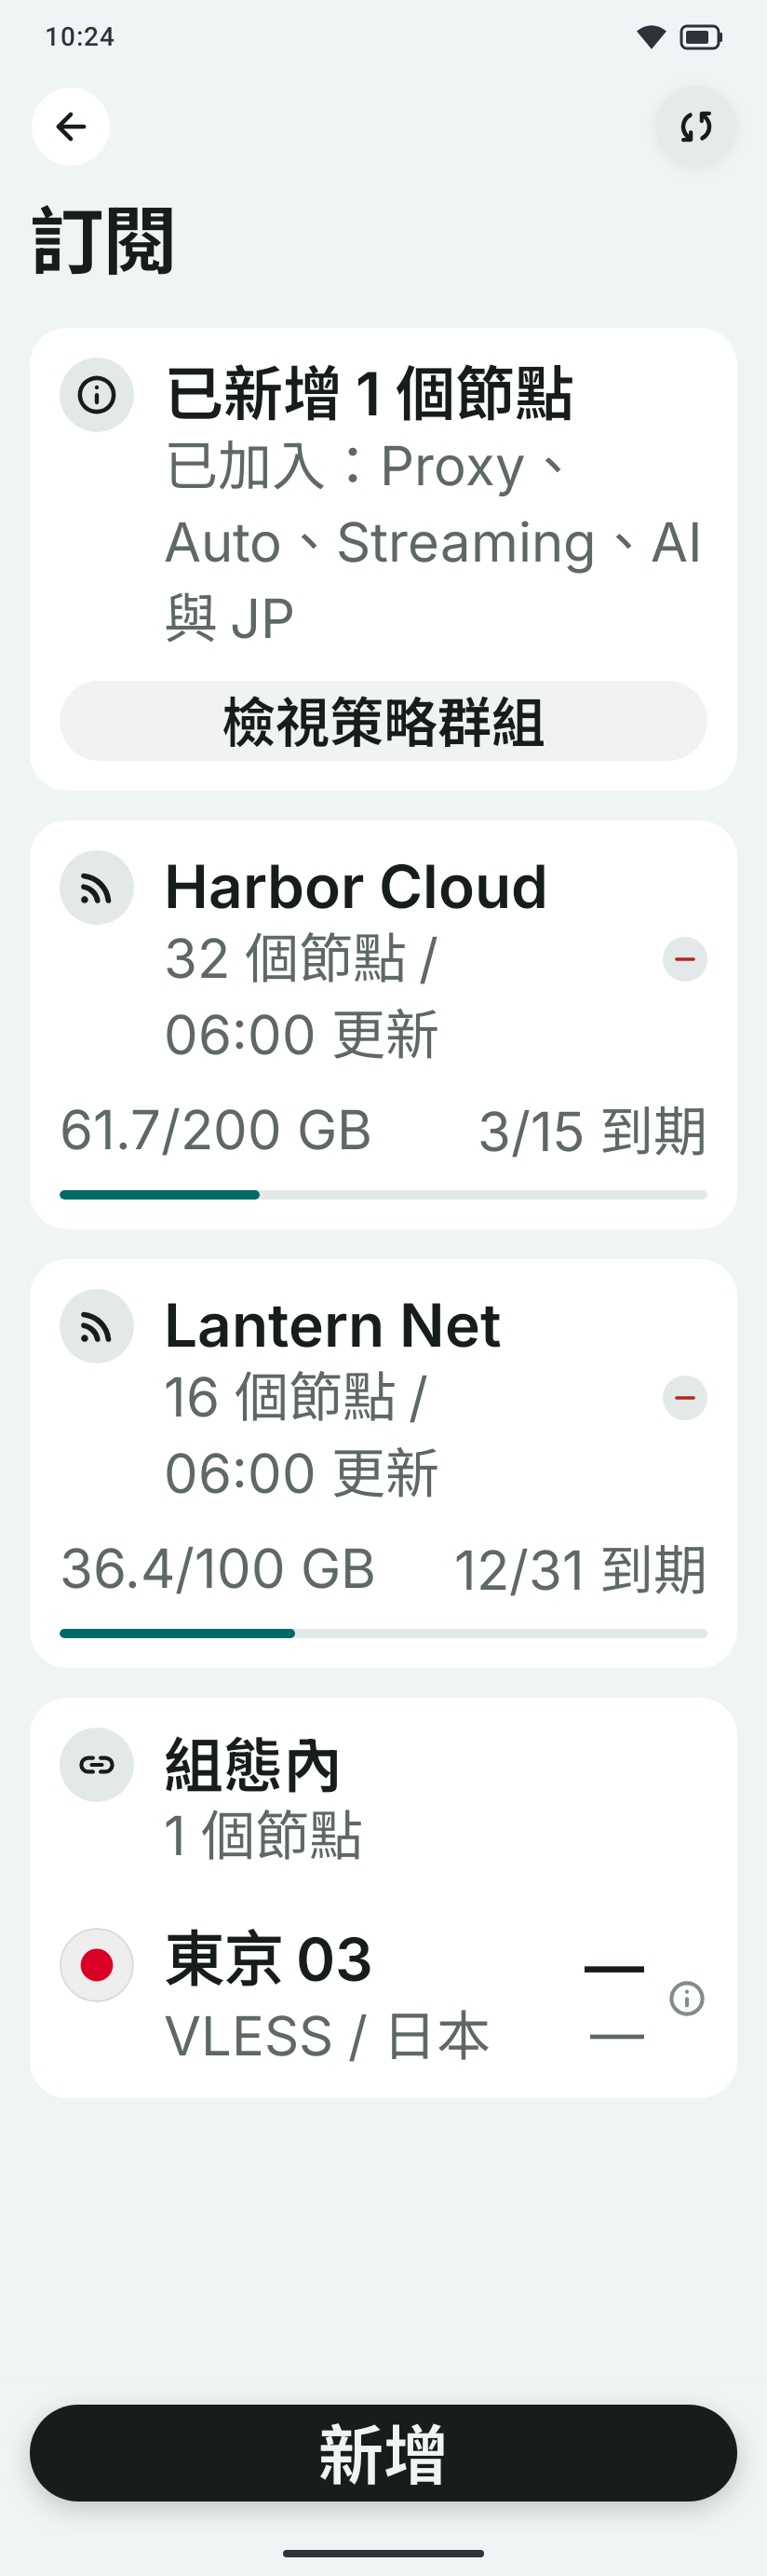 10:24
訂閱
已新增 1 個節點
已加入：Proxy、
Auto、Streaming、AI
與 JP
檢視策略群組
Harbor Cloud
32 個節點 /
06:00 更新
61.7/200 GB
3/15 到期
Lantern Net
16 個節點 /
06:00 更新
36.4/100 GB
12/31 到期
組態內
1 個節點
東京 03
—
VLESS / 日本
—
新增